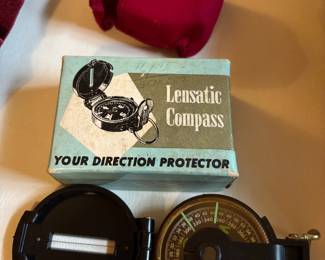 Lensatic
Compass
YOUR DIRECTION PROTECTOR